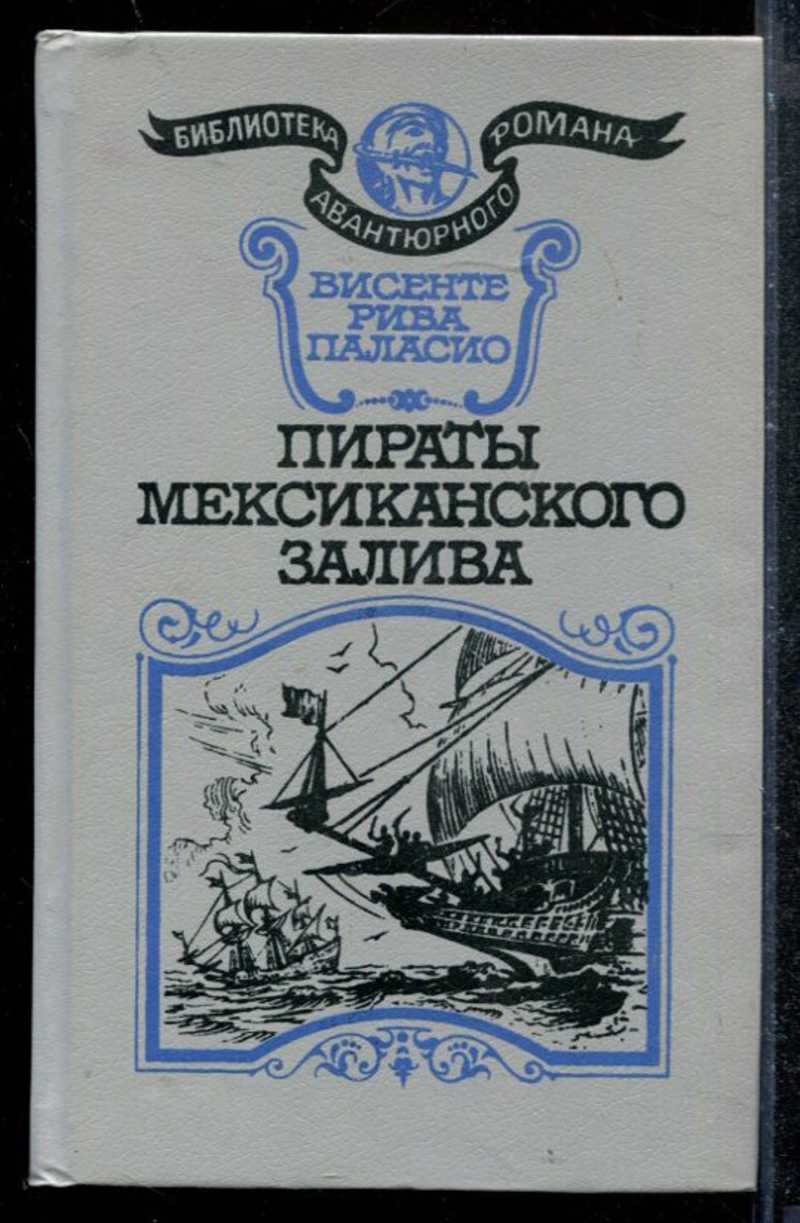 БИБЛИОТЕКА
АВАНТЮРНОГО
РОМАНА
ВИСЕНТЕ
РИВА
ПАЛАСИО
ПИРАТЫ
МЕКСИКАНСКОГО
ЗАЛИВА